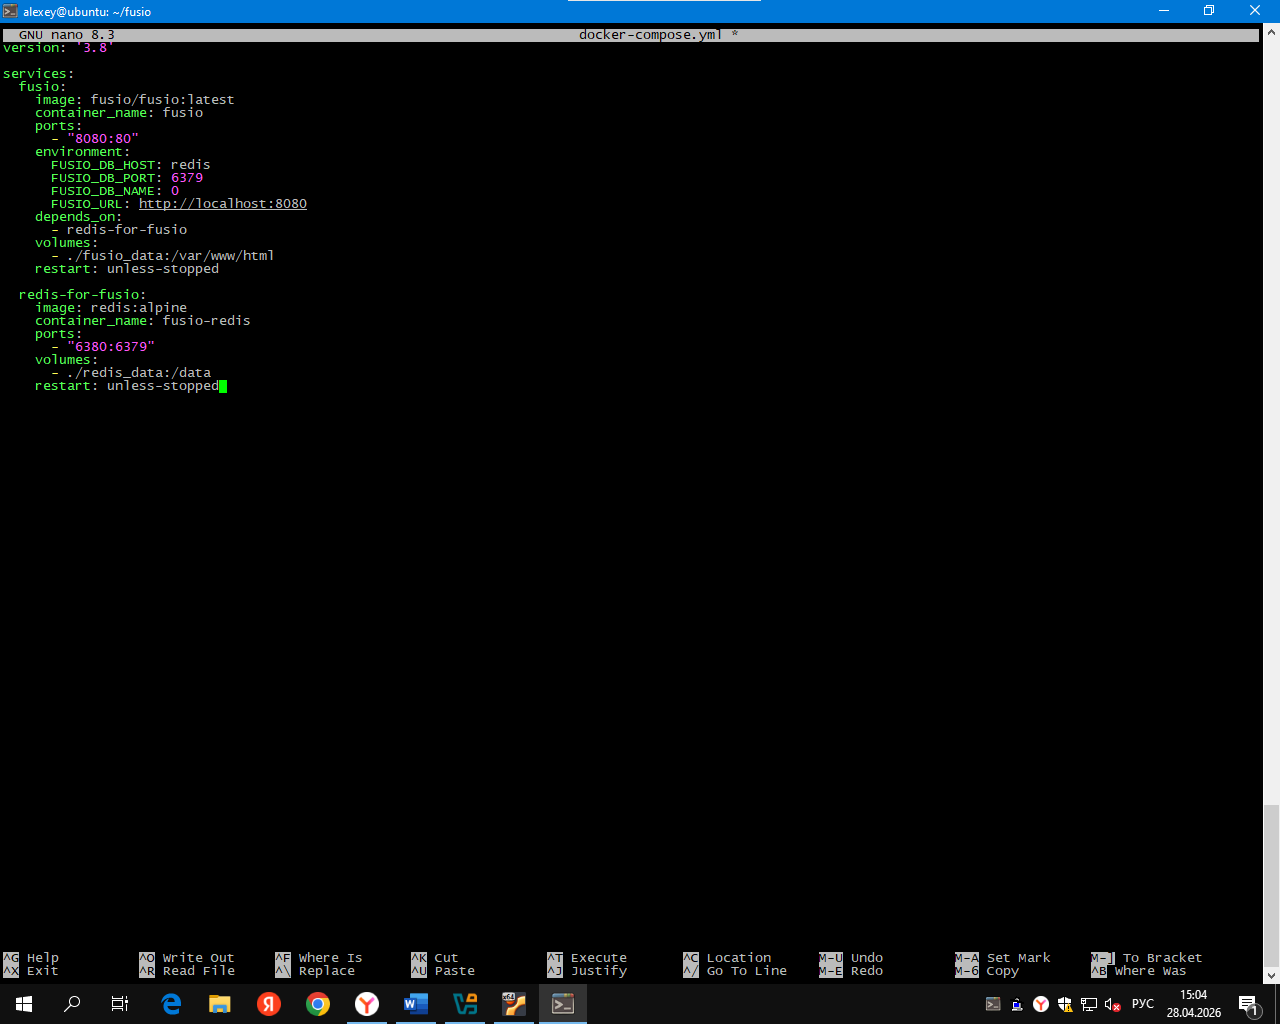 alexey@ubuntu: ~/fusio
GNU nano 8.3 docker-compose.yml *
version: '3.8'
services:
  fusio:
    image: fusio/fusio:latest
    container_name: fusio
    ports:
      - "8080:80"
    environment:
      FUSIO_DB_HOST: redis
      FUSIO_DB_PORT: 6379
      FUSIO_DB_NAME: 0
      FUSIO_URL: http://localhost:8080
    depends_on:
      - redis-for-fusio
    volumes:
      - ./fusio_data:/var/www/html
    restart: unless-stopped
  redis-for-fusio:
    image: redis:alpine
    container_name: fusio-redis
    ports:
      - "6380:6379"
    volumes:
      - ./redis_data:/data
    restart: unless-stopped
^G Help ^O Write Out ^F Where Is ^K Cut ^T Execute ^C Location M-U Undo M-A Set Mark M-] To Bracket
^X Exit ^R Read File ^\ Replace ^U Paste ^J Justify ^/ Go To Line M-E Redo M-6 Copy ^B Where Was
РУС
15:04
28.04.2026
1